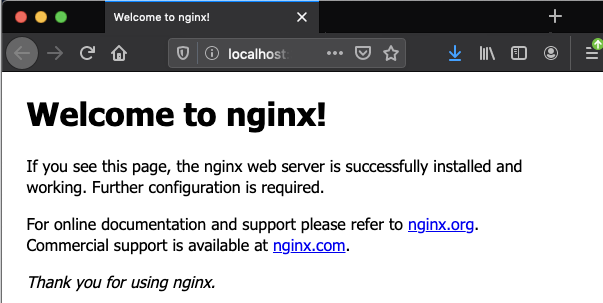 Welcome to nginx!
localhost:
Welcome to nginx!
If you see this page, the nginx web server is successfully installed and
working. Further configuration is required.
For online documentation and support please refer to nginx.org.
Commercial support is available at nginx.com.
Thank you for using nginx.